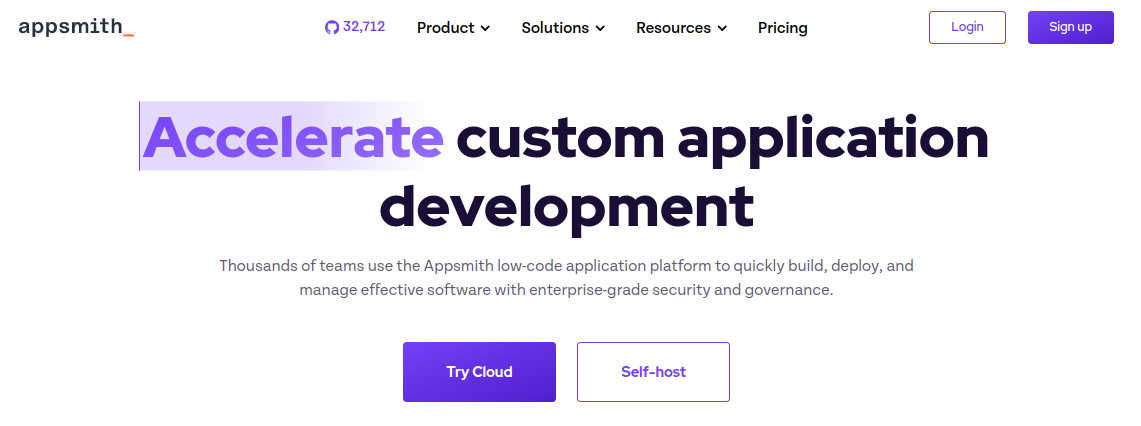 appsmith_
32,712
Product
Solutions
Resources
Pricing
Login
Sign up
Accelerate custom application
development
Thousands of teams use the Appsmith low-code application platform to quickly build, deploy, and
manage effective software with enterprise-grade security and governance.
Try Cloud
Self-host